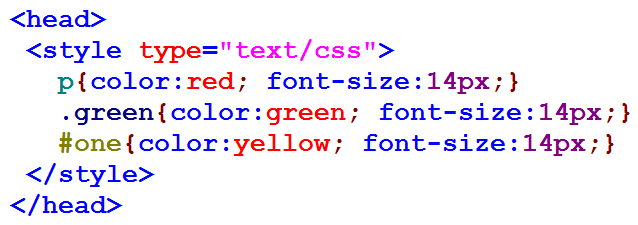 <head>
<style type="text/css">
p{color:red; font-size:14px;}
.green{color:green; font-size:14px;}
#one{color:yellow; font-size:14px;}
</style>
</head>